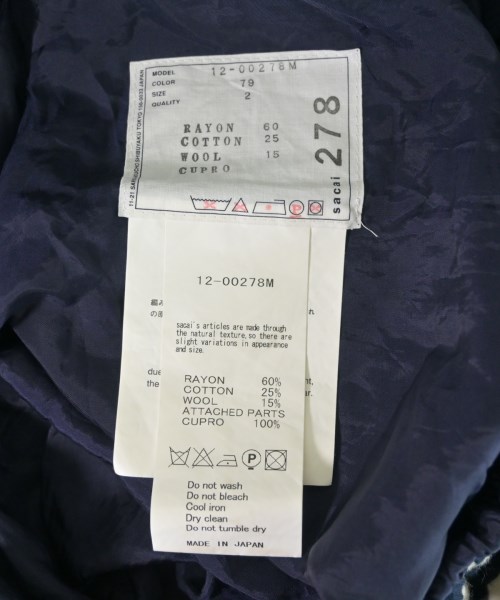 MODEL 12-00278M
COLOR 79
SIZE 2
QUALITY
RAYON 60
COTTON 25
WOOL 15
CUPRO
sacai 278
12-00278M
sacai's articles are made through
the natural texture, so there are
slight variations in appearance
and size.
RAYON 60%
COTTON 25%
WOOL 15%
ATTACHED PARTS
CUPRO 100%
P
Do not wash
Do not bleach
Cool iron
Dry clean
Do not tumble dry
MADE IN JAPAN
due
the